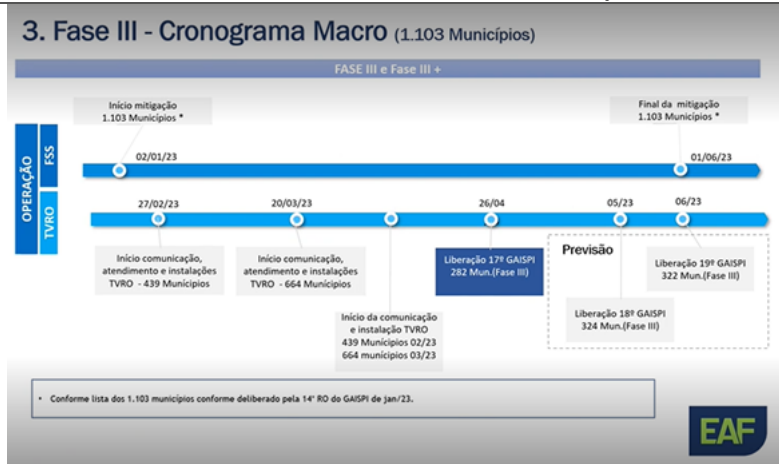 3. Fase III - Cronograma Macro (1.103 Municípios)
FASE III e Fase III +
Início mitigação
1.103 Municípios *
Final da mitigação
1.103 Municípios *
OPERAÇÃO
FSS
02/01/23
01/06/23
TVRO
27/02/23
20/03/23
26/04
05/23
06/23
Início comunicação,
atendimento e instalações
TVRO - 439 Municípios
Início comunicação,
atendimento e instalações
TVRO - 664 Municípios
Início da comunicação
e instalação TVRO
439 Municípios 02/23
664 municípios 03/23
Liberação 17º GAISPI
282 Mun.(Fase III)
Previsão
Liberação 18º GAISPI
324 Mun.(Fase III)
Liberação 19º GAISPI
322 Mun.(Fase III)
• Conforme lista dos 1.103 municípios conforme deliberado pela 14ª RO do GAISPI de jan/23.
EAF